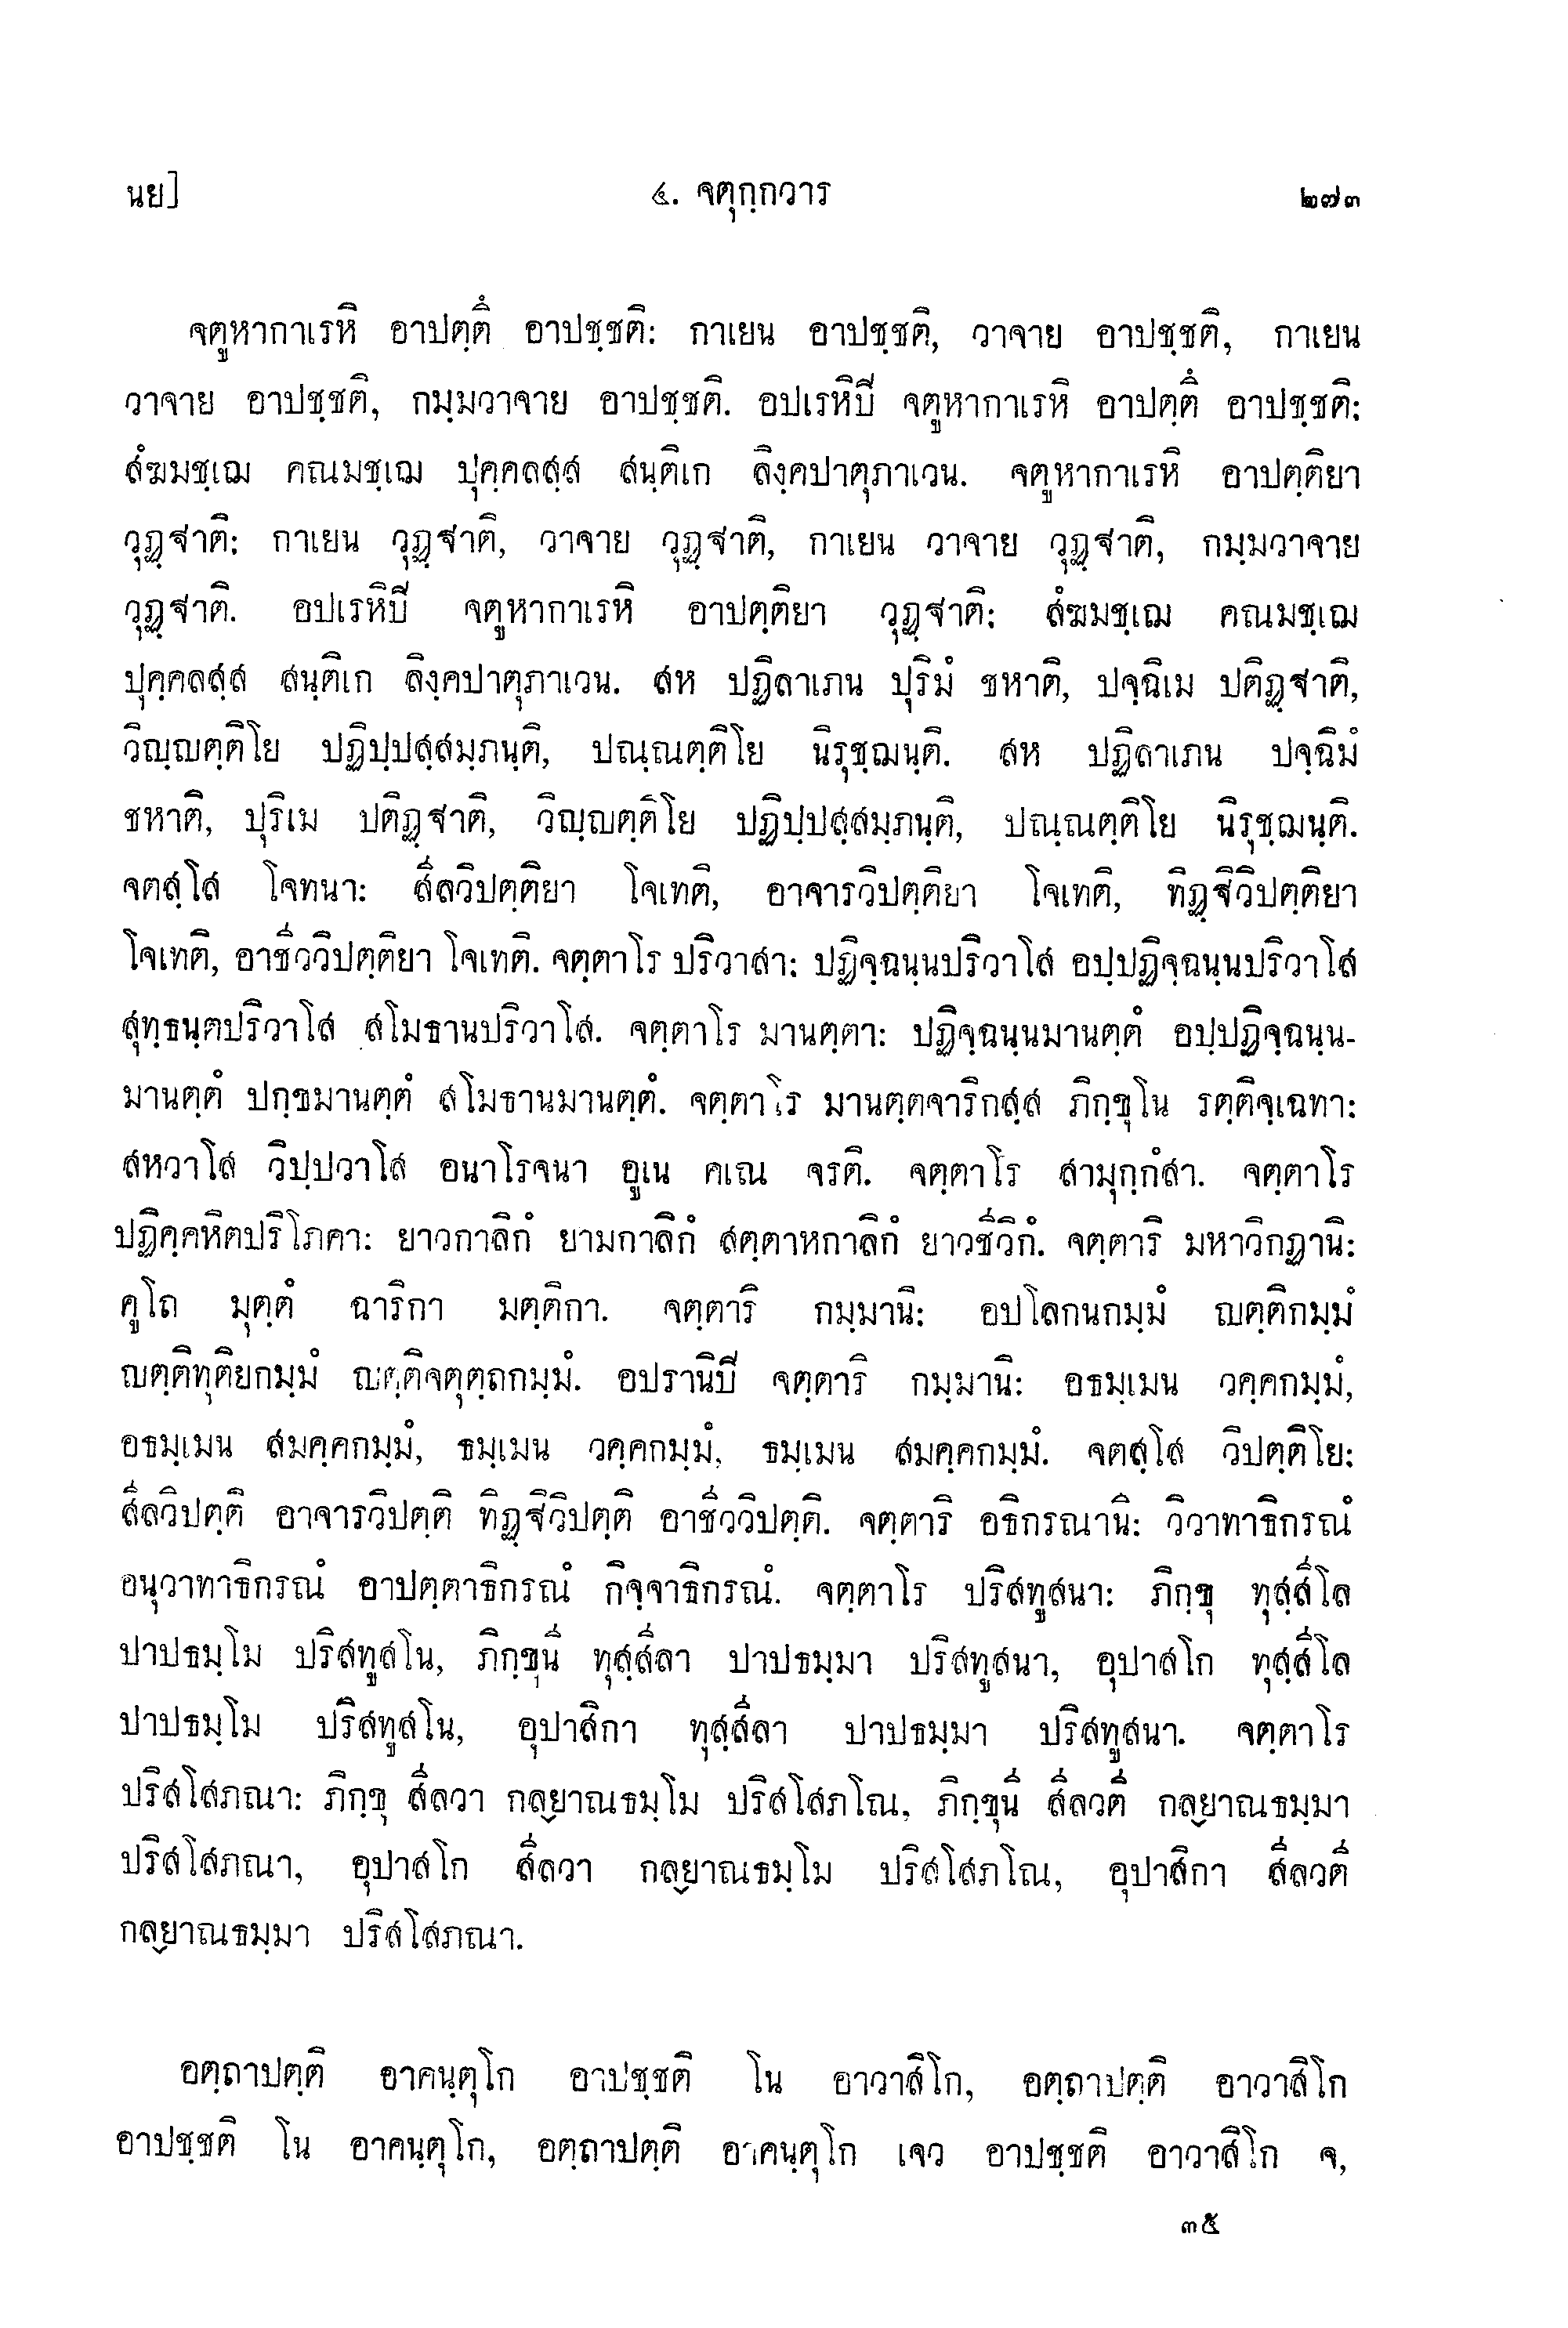 นย]
๔. จตุกฺกวาร
๒๗๓
จตูหากาเรหิ อาปตฺตึ อาปชฺชติ: กาเยน อาปชฺชติ, วาจาย อาปชฺชติ, กาเยน
วาจาย อาปชฺชติ, กมฺมวาจาย อาปชฺชติ. อปเรหิปี จตูหากาเรหิ อาปตฺตึ อาปชฺชติ:
สํฆมชฺเฌ คณมชฺเฌ ปุคฺคลสฺส สนฺติเก ลิงฺคปาตุภาเวน. จตูหากาเรหิ อาปตฺติยา
วุฏฺฐาติ: กาเยน วุฏฺฐาติ, วาจาย วุฏฺฐาติ, กาเยน วาจาย วุฏฺฐาติ, กมฺมวาจาย
วุฏฺฐาติ. อปเรหิปี จตูหากาเรหิ อาปตฺติยา วุฏฺฐาติ: สํฆมชฺเฌ คณมชฺเฌ
ปุคฺคลสฺส สนฺติเก ลิงฺคปาตุภาเวน. สห ปฏิลาเภน ปุริมํ ชหาติ, ปจฺฉิเม ปติฏฺฐาติ,
วิญฺญตฺติโย ปฏิปฺปสฺสมฺภนฺติ, ปณฺณตฺติโย นิรุชฺฌนฺติ. สห ปฏิลาเภน ปจฺฉิมํ
ชหาติ, ปุริเม ปติฏฺฐาติ, วิญฺญตฺติโย ปฏิปฺปสฺสมฺภนฺติ, ปณฺณตฺติโย นิรุชฺฌนฺติ.
จตสฺโส โจทนา: สีลวิปตฺติยา โจเทติ, อาจารวิปตฺติยา โจเทติ, ทิฏฺฐิวิปตฺติยา
โจเทติ, อาชีววิปตฺติยา โจเทติ. จตฺตาโร ปริวาสา: ปฏิจฺฉนฺนปริวาโส อปฺปฏิจฺฉนฺนปริวาโส
สุทฺธนฺตปริวาโส สโมธานปริวาโส. จตฺตาโร มานตฺตา: ปฏิจฺฉนฺนมานตฺตํ อปฺปฏิจฺฉนฺน-
มานตฺตํ ปกฺขมานตฺตํ สโมธานมานตฺตํ. จตฺตาโร มานตฺตจาริกสฺส ภิกฺขุโน รตฺติจฺเฉทา:
สหวาโส วิปฺปวาโส อนาโรจนา อูเน คเณ จรติ. จตฺตาโร สามุกฺกํสา. จตฺตาโร
ปฏิคฺคหิตปริโภคา: ยาวกาลิกํ ยามกาลิกํ สตฺตาหกาลิกํ ยาวชีวิกํ. จตฺตาริ มหาวิกฏานิ:
คูโถ มุตฺตํ ฉาริกา มตฺติกา. จตฺตาริ กมฺมานิ: อปโลกนกมฺมํ ญตฺติกมฺมํ
ญตฺติทุติยกมฺมํ ญตฺติจตุตฺถกมฺมํ. อปรานิปี จตฺตาริ กมฺมานิ: อธมฺเมน วคฺคกมฺมํ,
อธมฺเมน สมคฺคกมฺมํ, ธมฺเมน วคฺคกมฺมํ, ธมฺเมน สมคฺคกมฺมํ. จตสฺโส วิปตฺติโย:
สีลวิปตฺติ อาจารวิปตฺติ ทิฏฺฐิวิปตฺติ อาชีววิปตฺติ. จตฺตาริ อธิกรณานิ: วิวาทาธิกรณํ
อนุวาทาธิกรณํ อาปตฺตาธิกรณํ กิจฺจาธิกรณํ. จตฺตาโร ปริสทูสนา: ภิกฺขุ ทุสฺสีโล
ปาปธมฺโม ปริสทูสโน, ภิกฺขุนี ทุสฺสีลา ปาปธมฺมา ปริสทูสนา, อุปาสโก ทุสฺสีโล
ปาปธมฺโม ปริสทูสโน, อุปาสิกา ทุสฺสีลา ปาปธมฺมา ปริสทูสนา. จตฺตาโร
ปริสโสภณา: ภิกฺขุ สีลวา กลฺยาณธมฺโม ปริสโสภโณ, ภิกฺขุนี สีลวตี กลฺยาณธมฺมา
ปริสโสภณา, อุปาสโก สีลวา กลฺยาณธมฺโม ปริสโสภโณ, อุปาสิกา สีลวตี
กลฺยาณธมฺมา ปริสโสภณา.
อตฺถาปตฺติ อาคนฺตุโก อาปชฺชติ โน อาวาสิโก, อตฺถาปตฺติ อาวาสิโก
อาปชฺชติ โน อาคนฺตุโก, อตฺถาปตฺติ อาคนฺตุโก เจว อาปชฺชติ อาวาสิโก จ,
๓๕